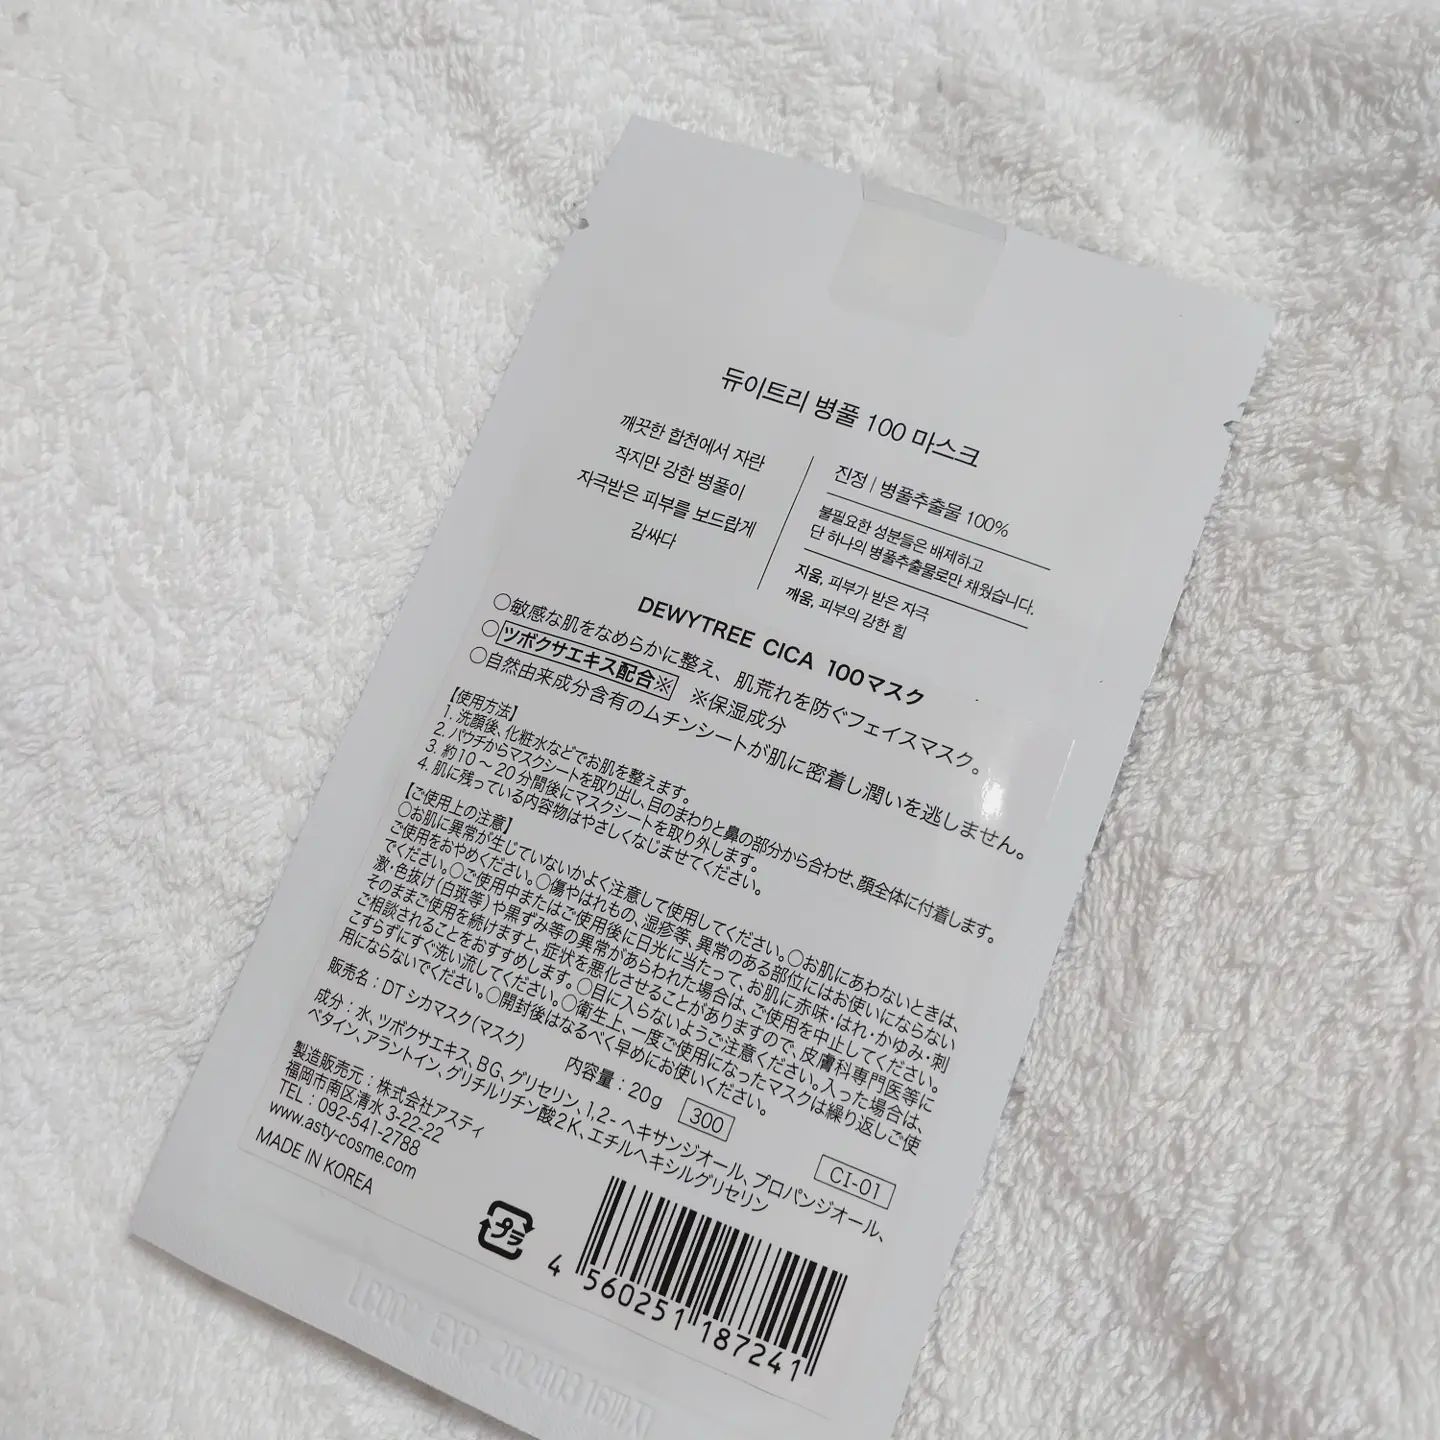 듀이트리 병풀 100 마스크
깨끗한 합천에서 자란
작지만 강한 병풀이
자극받은 피부를 보드랍게
감싸다
진정 | 병풀추출물 100%
불필요한 성분들은 배제하고
단 하나의 병풀추출물로만 채웠습니다.
지움, 피부가 받은 자극
깨움, 피부의 강한 힘
DEWYTREE CICA 100マスク
○敏感な肌をなめらかに整え、肌荒れを防ぐフェイスマスク。
○ツボクサエキス配合※ ※保湿成分
○自然由来成分含有のムチンシートが肌に密着し潤いを逃しません。
【使用方法】
1. 洗顔後、化粧水などでお肌を整えます。
2. パウチからマスクシートを取り出し、目のまわりと鼻の部分から合わせ、顔全体に付着します。
3. 約10～20分間後にマスクシートを取り外します。
4. 肌に残っている内容物はやさしくなじませてください。
【ご使用上の注意】
○お肌に異常が生じていないかよく注意して使用してください。○お肌にあわないときは、
ご使用をおやめください。○傷やはれもの、湿疹等、異常のある部位にはお使いにならない
でください。○ご使用中またはご使用後に日光に当たって、お肌に赤味・はれ・かゆみ・刺
激・色抜け(白斑等)や黒ずみ等の異常があらわれた場合は、ご使用を中止してください。
そのままご使用を続けますと、症状を悪化させることがありますので、皮膚科専門医等に
ご相談されることをおすすめします。○目に入らないようご注意ください。入った場合は、
こすらずにすぐ洗い流してください。○衛生上、一度ご使用になったマスクは繰り返しご使
用にならないでください。○開封後はなるべく早めにお使いください。
販売名：DTシカマスク(マスク) 内容量：20g 300 CI-01
成分：水、ツボクサエキス、BG、グリセリン、1,2-ヘキサンジオール、プロパンジオール、
ベタイン、アラントイン、グリチルリチン酸2K、エチルヘキシルグリセリン
製造販売元：株式会社アスティ
福岡市南区清水 3-22-22
TEL：092-541-2788
www.asty-cosme.com
MADE IN KOREA
プラ
4 560251 187241